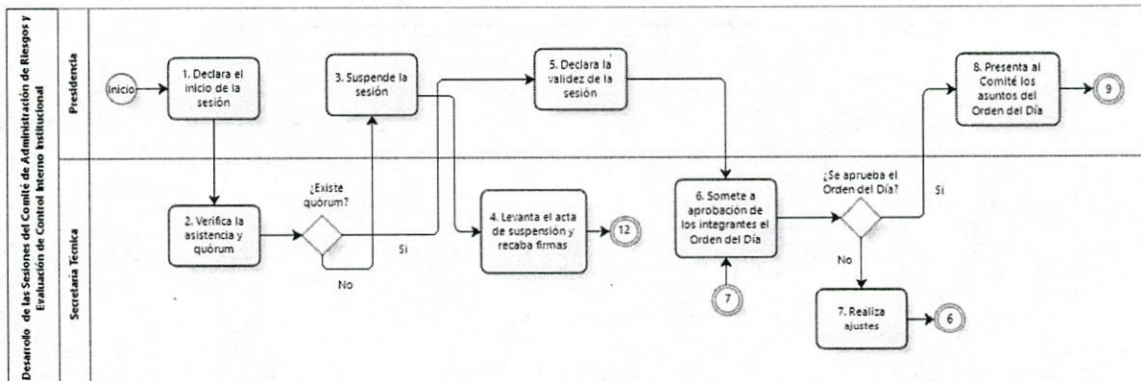 Desarrollo de las Sesiones del Comité de Administración de Riesgos y
Evaluación de Control Interno Institucional
Presidencia
Inicio
1. Declara el
inicio de la
sesión
3. Suspende la
sesión
5. Declara la
validez de la
sesión
8. Presenta al
Comité los
asuntos del
Orden del Día
9
Secretaría Técnica
2. Verifica la
asistencia y
quórum
¿Existe
quórum?
Si
No
4. Levanta el acta
de suspensión y
recaba firmas
12
6. Somete a
aprobación de
los integrantes el
Orden del Día
7
¿Se aprueba el
Orden del Día?
Si
No
7. Realiza
ajustes
6